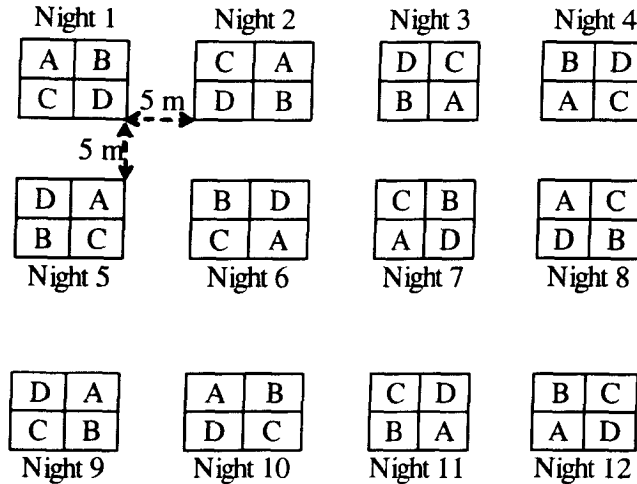 Night 1 Night 2 Night 3 Night 4
A B C A D C B D
C D D B B A A C
5 m
5 m
D A B D C B A C
B C C A A D D B
Night 5 Night 6 Night 7 Night 8
D A A B C D B C
C B D C B A A D
Night 9 Night 10 Night 11 Night 12